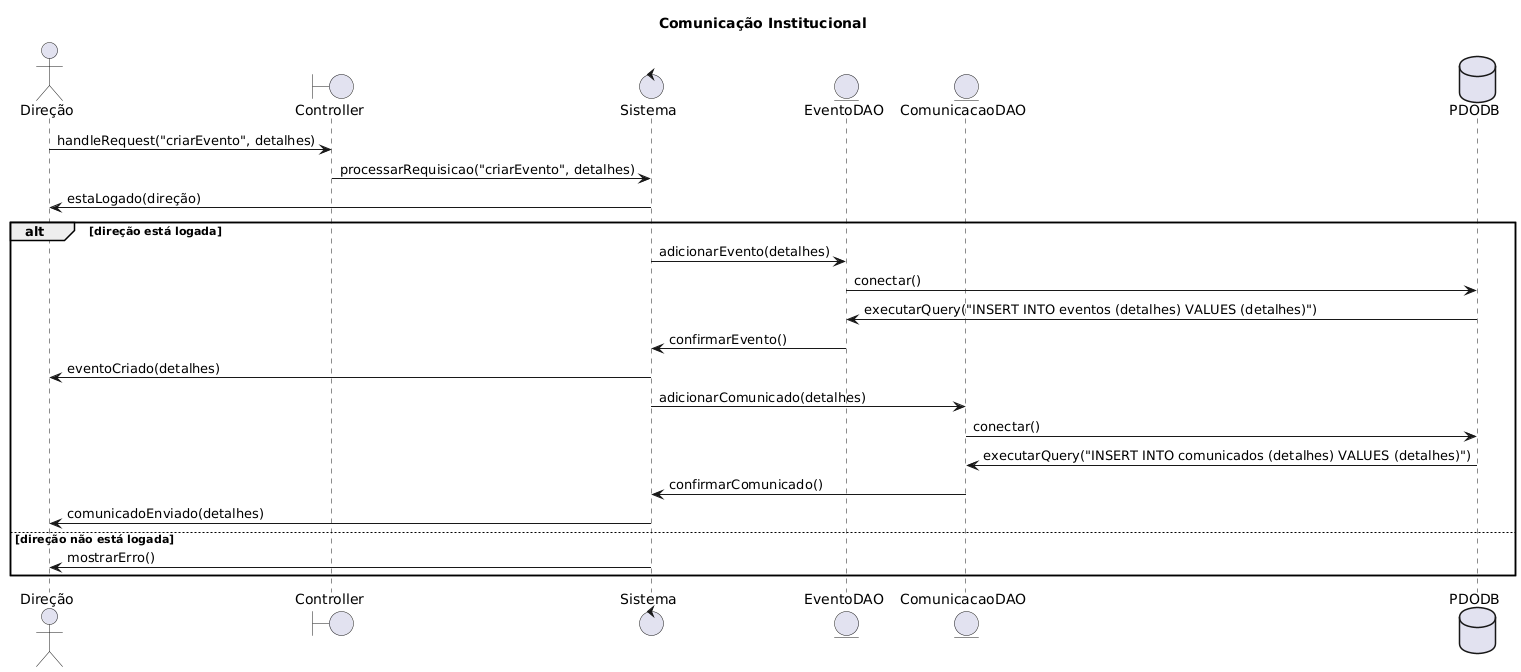 Comunicação Institucional
Direção
Controller
Sistema
EventoDAO
ComunicacaoDAO
PDODB
handleRequest("criarEvento", detalhes)
processarRequisicao("criarEvento", detalhes)
estaLogado(direção)
alt [direção está logada]
adicionarEvento(detalhes)
conectar()
executarQuery("INSERT INTO eventos (detalhes) VALUES (detalhes)")
confirmarEvento()
eventoCriado(detalhes)
adicionarComunicado(detalhes)
conectar()
executarQuery("INSERT INTO comunicados (detalhes) VALUES (detalhes)")
confirmarComunicado()
comunicadoEnviado(detalhes)
[direção não está logada]
mostrarErro()
Direção
Controller
Sistema
EventoDAO
ComunicacaoDAO
PDODB